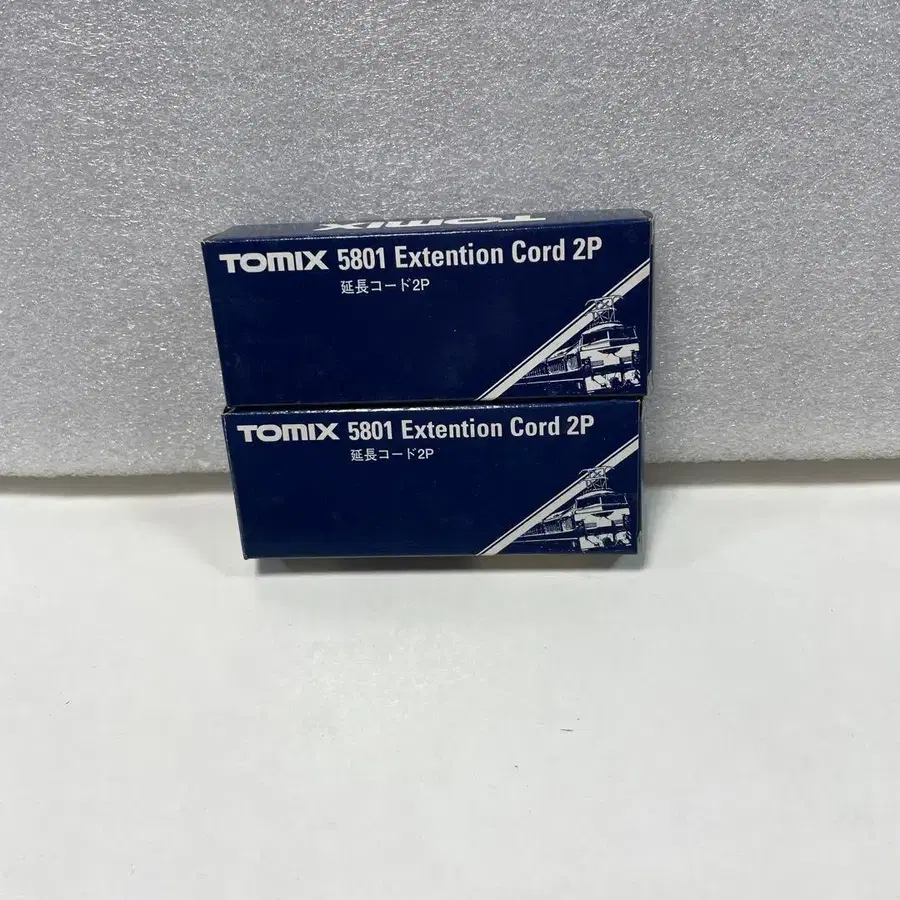 TOMIX
TOMIX 5801 Extention Cord 2P
延長コード2P
TOMIX 5801 Extention Cord 2P
延長コード2P